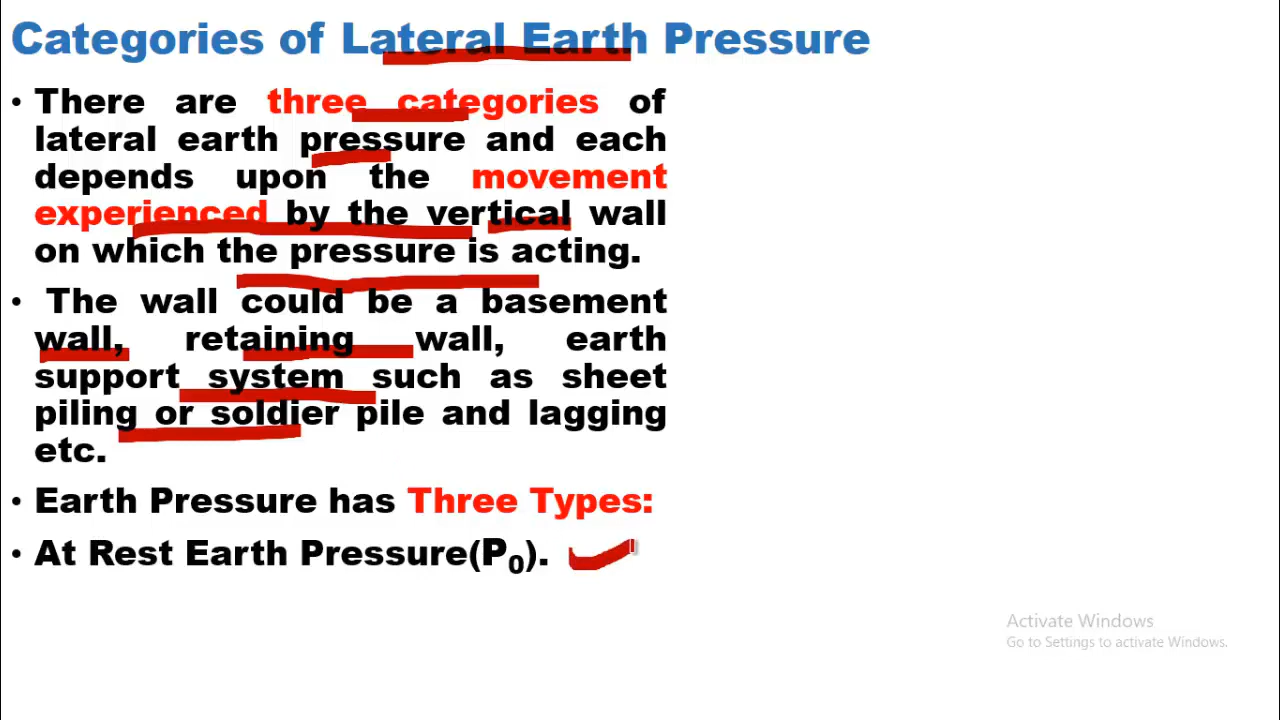 Categories of Lateral Earth Pressure
• There are three categories of
lateral earth pressure and each
depends upon the movement
experienced by the vertical wall
on which the pressure is acting.
• The wall could be a basement
wall, retaining wall, earth
support system such as sheet
piling or soldier pile and lagging
etc.
• Earth Pressure has Three Types:
• At Rest Earth Pressure(P₀).
Activate Windows
Go to Settings to activate Windows.